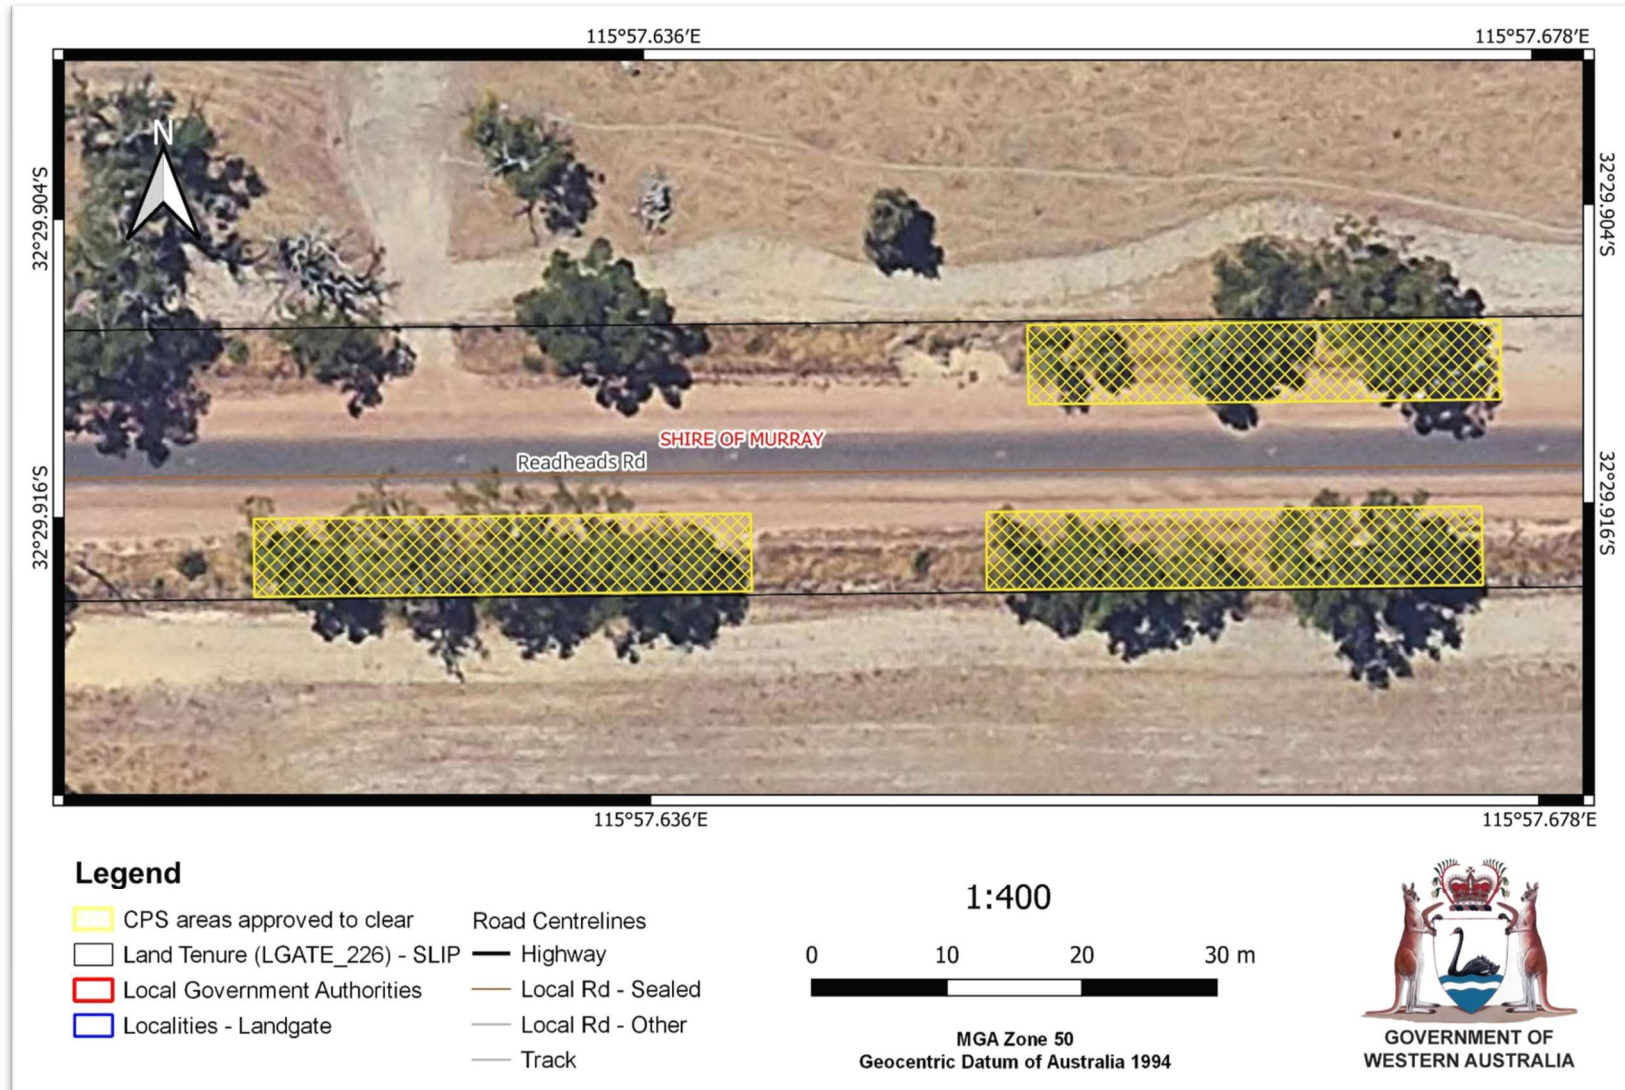 115°57.636'E
115°57.678'E
N
32°29.904'S
32°29.904'S
SHIRE OF MURRAY
Readheads Rd
32°29.916'S
32°29.916'S
115°57.636'E
115°57.678'E
Legend
CPS areas approved to clear
Land Tenure (LGATE_226) - SLIP
Local Government Authorities
Localities - Landgate
Road Centrelines
Highway
Local Rd - Sealed
Local Rd - Other
Track
1:400
0 10 20 30 m
MGA Zone 50
Geocentric Datum of Australia 1994
GOVERNMENT OF
WESTERN AUSTRALIA